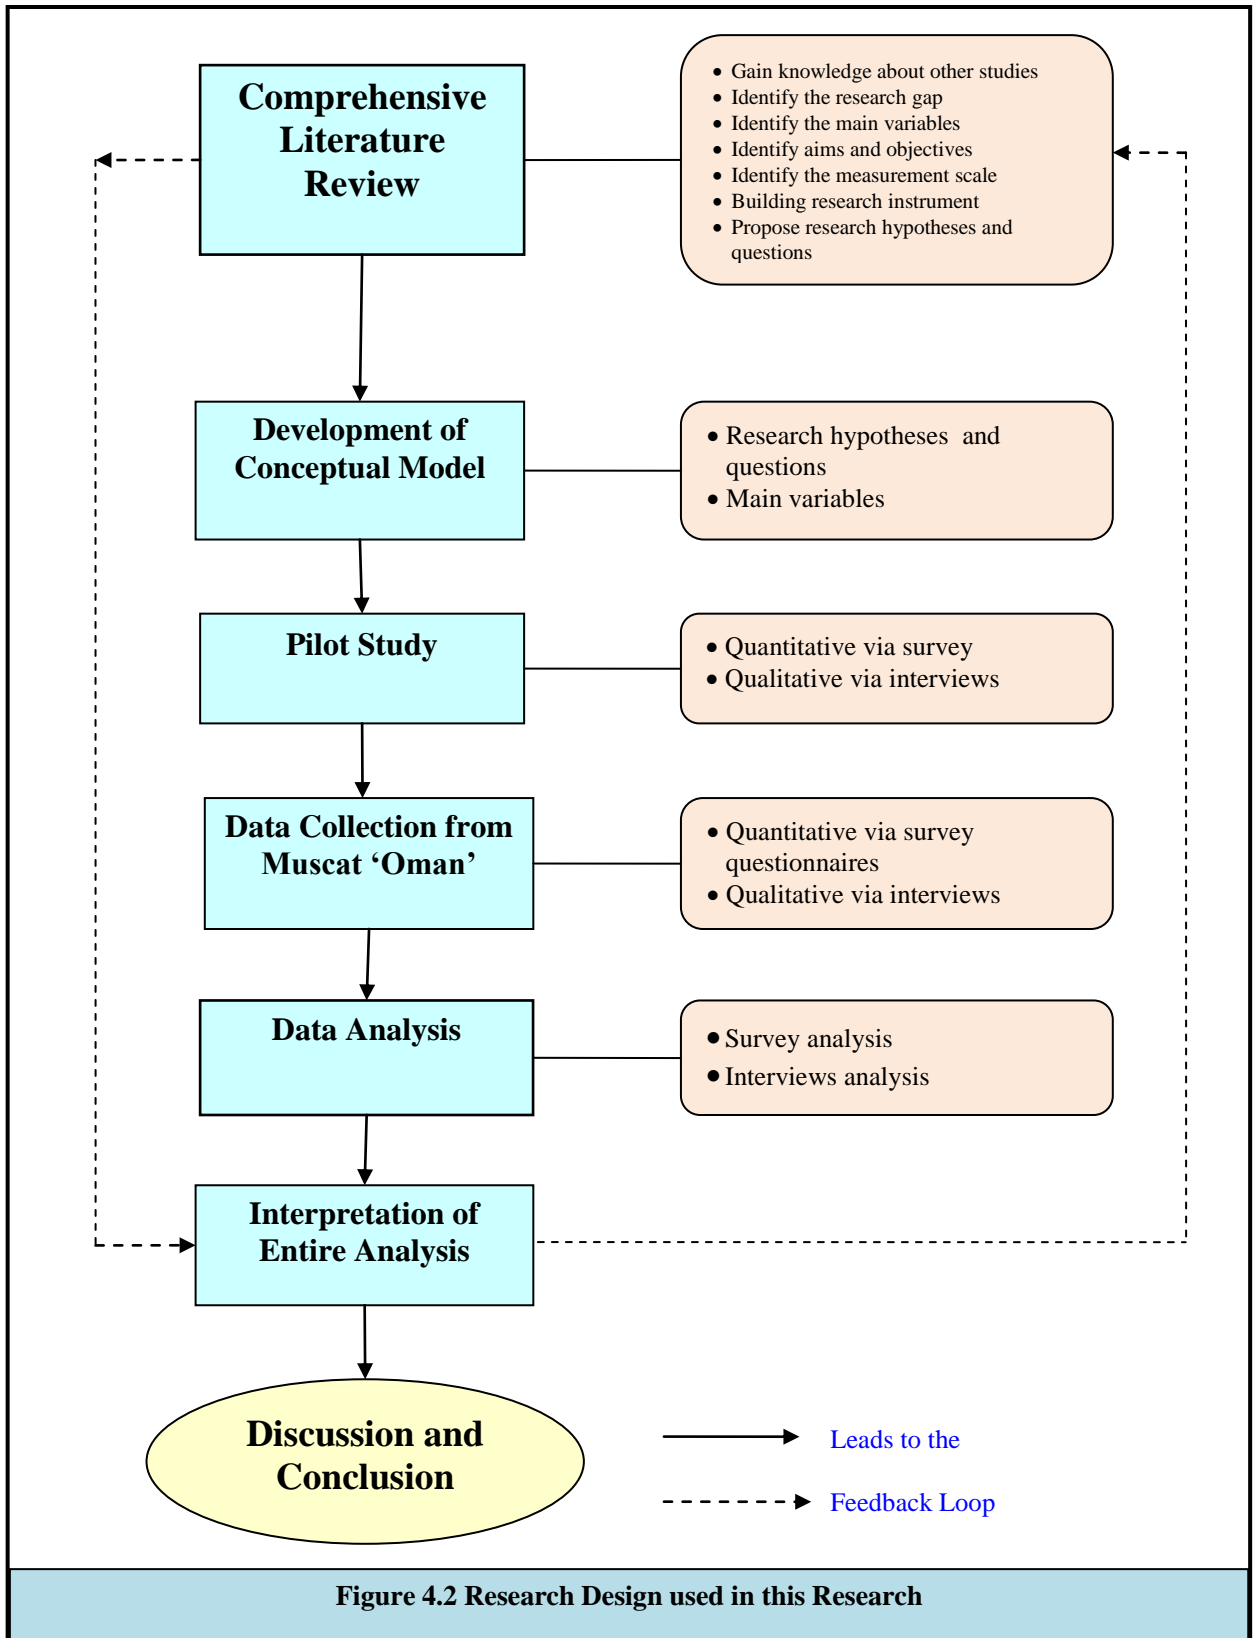 Comprehensive
Literature
Review
• Gain knowledge about other studies
• Identify the research gap
• Identify the main variables
• Identify aims and objectives
• Identify the measurement scale
• Building research instrument
• Propose research hypotheses and
questions
Development of
Conceptual Model
• Research hypotheses and
questions
• Main variables
Pilot Study
• Quantitative via survey
• Qualitative via interviews
Data Collection from
Muscat ‘Oman’
• Quantitative via survey
questionnaires
• Qualitative via interviews
Data Analysis
• Survey analysis
• Interviews analysis
Interpretation of
Entire Analysis
Discussion and
Conclusion
Leads to the
Feedback Loop
Figure 4.2 Research Design used in this Research